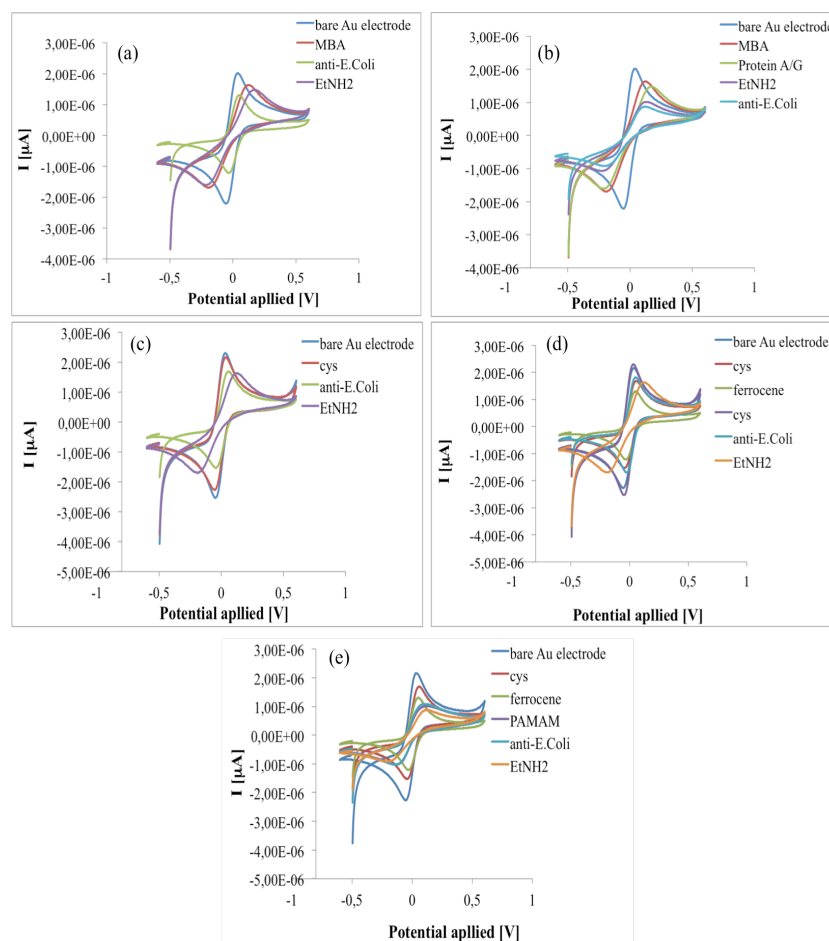 (a)
bare Au electrode
MBA
anti-E.Coli
EtNH2
3,00E-06
2,00E-06
1,00E-06
0,00E+00
-1,00E-06
-2,00E-06
-3,00E-06
-4,00E-06
I [µA]
-1
-0,5
0
0,5
1
Potential apllied [V]
(b)
bare Au electrode
MBA
Protein A/G
EtNH2
anti-E.Coli
3,00E-06
2,00E-06
1,00E-06
0,00E+00
-1,00E-06
-2,00E-06
-3,00E-06
-4,00E-06
I [µA]
-1
-0,5
0
0,5
1
Potential apllied [V]
(c)
bare Au electrode
cys
anti-E.Coli
EtNH2
3,00E-06
2,00E-06
1,00E-06
0,00E+00
-1,00E-06
-2,00E-06
-3,00E-06
-4,00E-06
-5,00E-06
I [µA]
-1
-0,5
0
0,5
1
Potential apllied [V]
(d)
bare Au electrode
cys
ferrocene
cys
anti-E.Coli
EtNH2
3,00E-06
2,00E-06
1,00E-06
0,00E+00
-1,00E-06
-2,00E-06
-3,00E-06
-4,00E-06
-5,00E-06
I [µA]
-1
-0,5
0
0,5
1
Potential apllied [V]
(e)
bare Au electrode
cys
ferrocene
PAMAM
anti-E.Coli
EtNH2
3,00E-06
2,00E-06
1,00E-06
0,00E+00
-1,00E-06
-2,00E-06
-3,00E-06
-4,00E-06
-5,00E-06
I [µA]
-1
-0,5
0
0,5
1
Potential apllied [V]